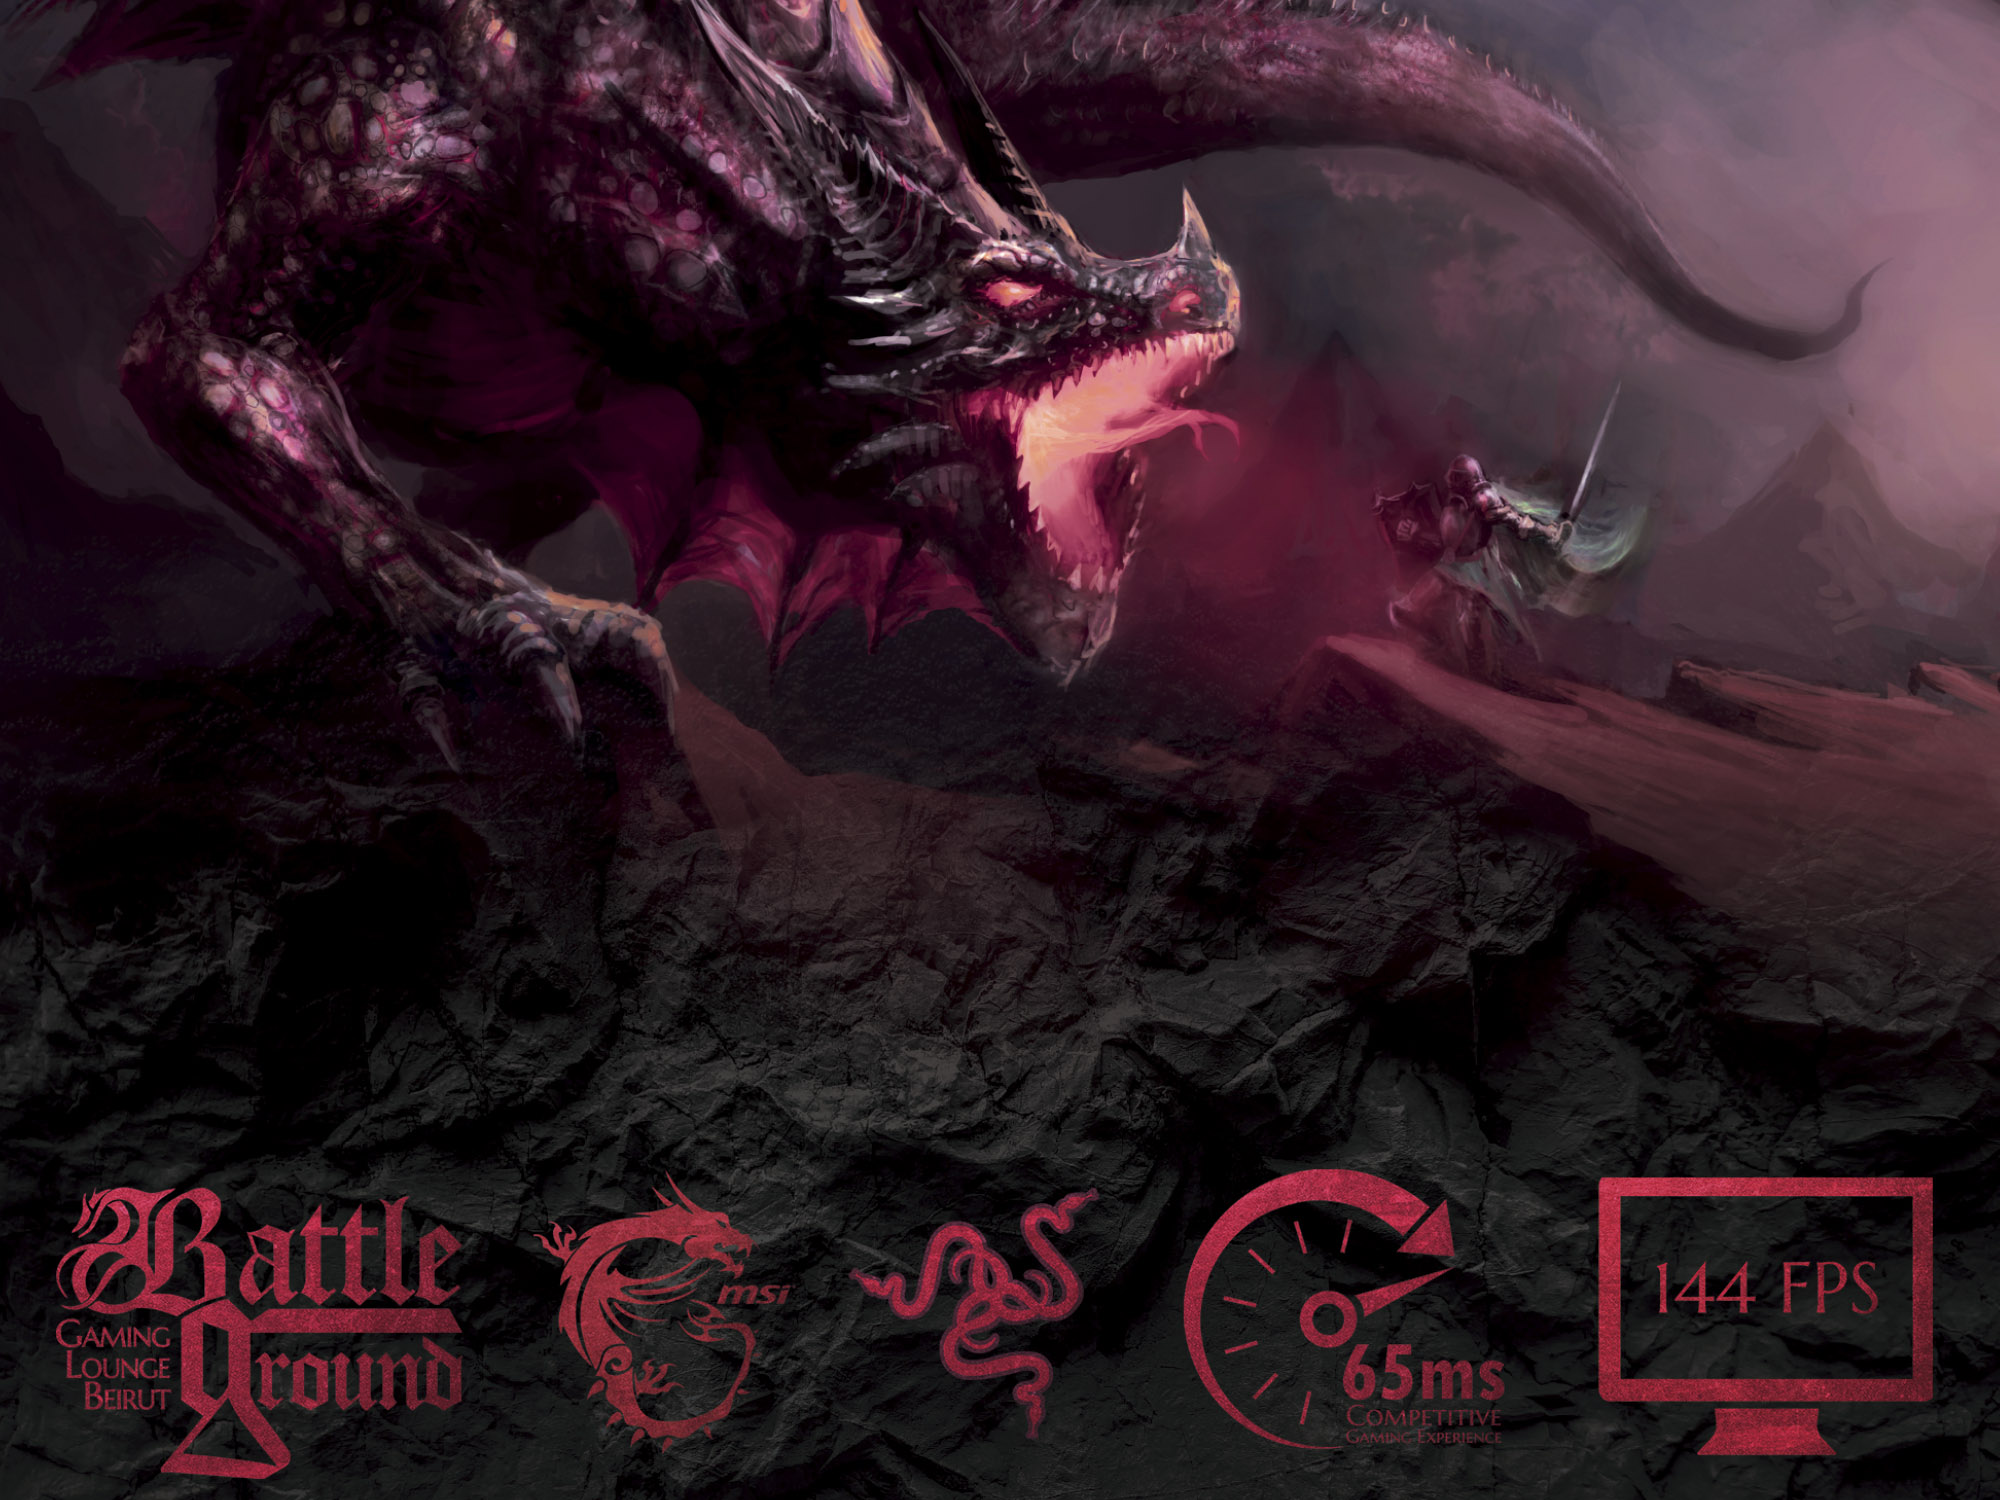 Battle
Ground
Gaming
Lounge
Beirut
msi
65ms
Competitive
Gaming Experience
144 FPS